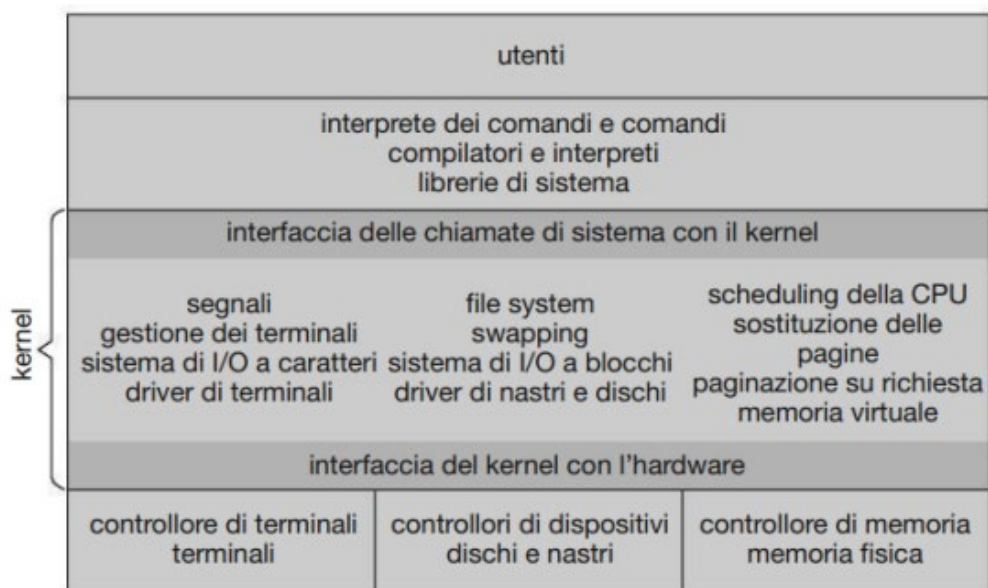 utenti
interprete dei comandi e comandi
compilatori e interpreti
librerie di sistema
kernel
interfaccia delle chiamate di sistema con il kernel
segnali
gestione dei terminali
sistema di I/O a caratteri
driver di terminali
file system
swapping
sistema di I/O a blocchi
driver di nastri e dischi
scheduling della CPU
sostituzione delle
pagine
paginazione su richiesta
memoria virtuale
interfaccia del kernel con l'hardware
controllore di terminali
terminali
controllori di dispositivi
dischi e nastri
controllore di memoria
memoria fisica